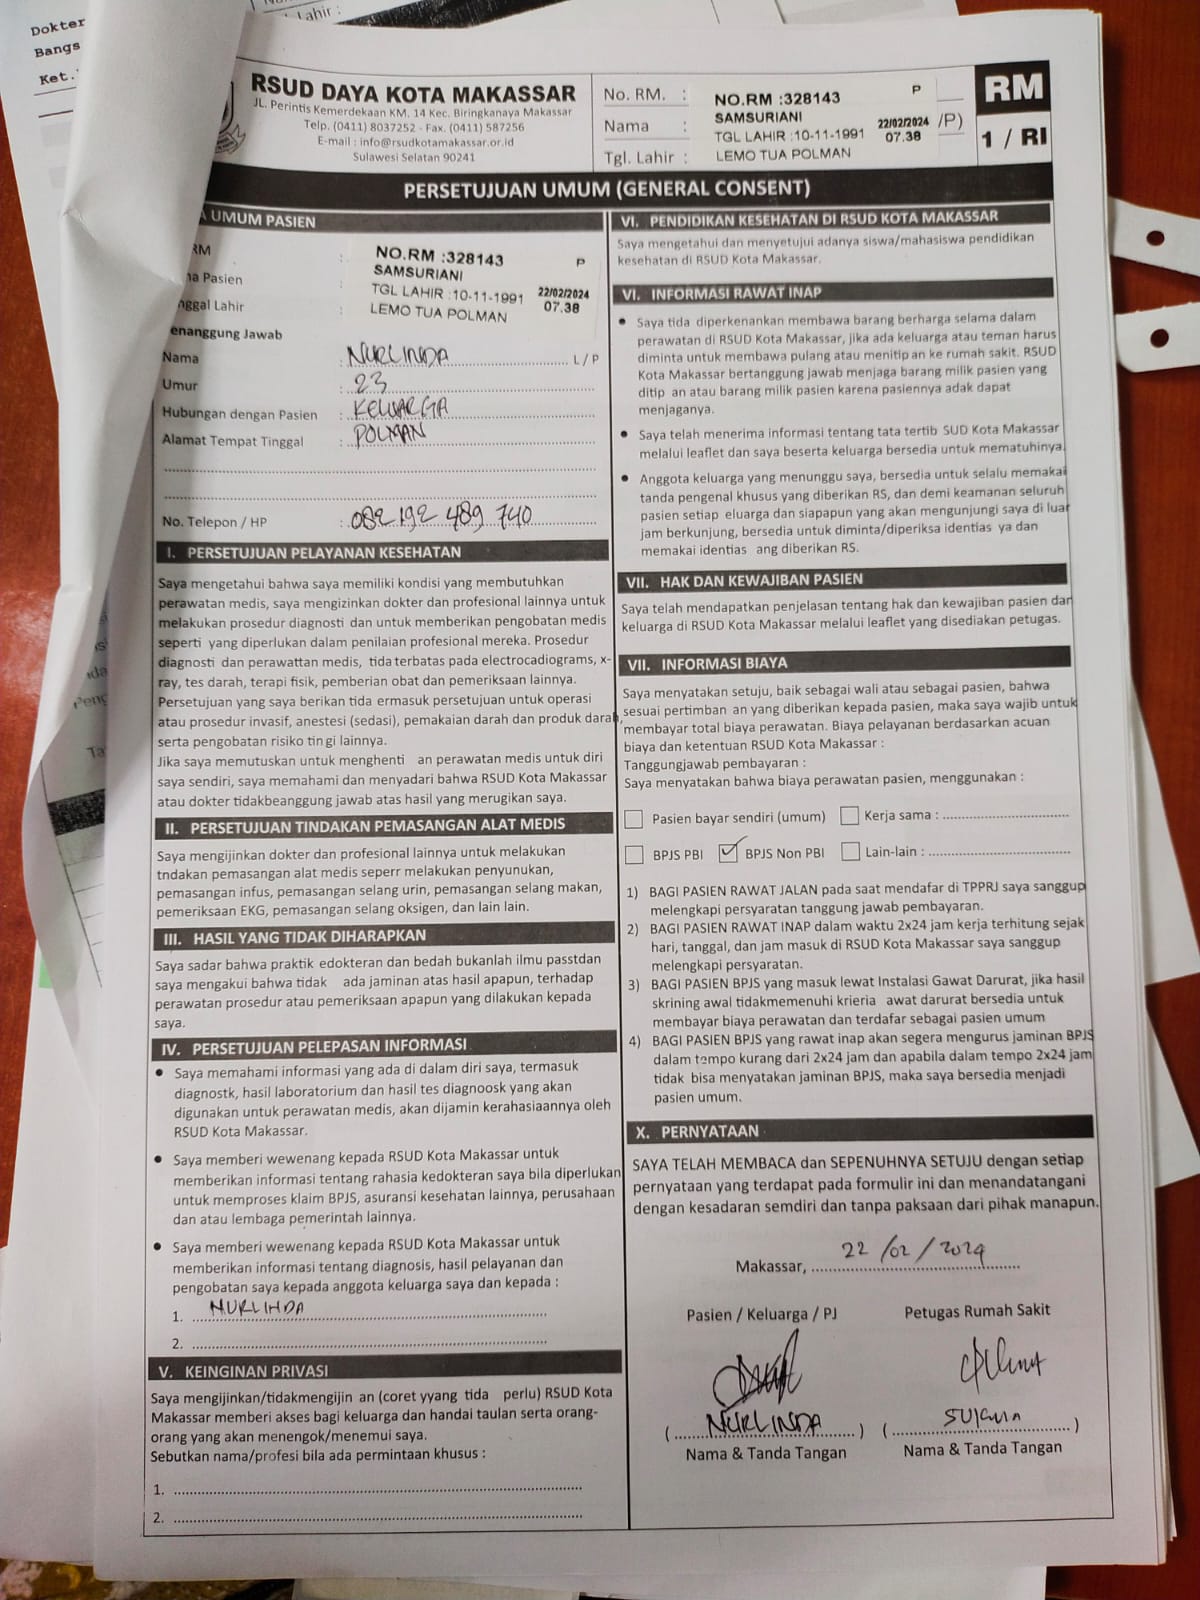 Lahir :
Dokter
Bangs
Ket.
RSUD DAYA KOTA MAKASSAR
JL. Perintis Kemerdekaan KM. 14 Kec. Biringkanaya Makassar
Telp. (0411) 8037252 - Fax. (0411) 587256
E-mail : info@rsudkotamakassar.or.id
Sulawesi Selatan 90241
No. RM. :
Nama :
Tgl. Lahir :
NO.RM :328143 P
SAMSURIANI
TGL LAHIR :10-11-1991 22/02/2024
LEMO TUA POLMAN 07.38
/P)
RM
1 / RI
PERSETUJUAN UMUM (GENERAL CONSENT)
UMUM PASIEN
RM :
na Pasien
nggal Lahir :
NO.RM :328143 P
SAMSURIANI
TGL LAHIR :10-11-1991 22/02/2024
LEMO TUA POLMAN 07.38
enanggung Jawab
Nama : NURLINDA L / P
Umur : 23
Hubungan dengan Pasien : KELUARGA
Alamat Tempat Tinggal : POLMAN
No. Telepon / HP : 082 192 489 740
I. PERSETUJUAN PELAYANAN KESEHATAN
Saya mengetahui bahwa saya memiliki kondisi yang membutuhkan
perawatan medis, saya mengizinkan dokter dan profesional lainnya untuk
melakukan prosedur diagnosti dan untuk memberikan pengobatan medis
seperti yang diperlukan dalam penilaian profesional mereka. Prosedur
diagnosti dan perawattan medis, tida terbatas pada electrocadiograms, x-
ray, tes darah, terapi fisik, pemberian obat dan pemeriksaan lainnya.
Persetujuan yang saya berikan tida ermasuk persetujuan untuk operasi
atau prosedur invasif, anestesi (sedasi), pemakaian darah dan produk darah,
serta pengobatan risiko tin gi lainnya.
Jika saya memutuskan untuk menghenti an perawatan medis untuk diri
saya sendiri, saya memahami dan menyadari bahwa RSUD Kota Makassar
atau dokter tidakbeanggung jawab atas hasil yang merugikan saya.
II. PERSETUJUAN TINDAKAN PEMASANGAN ALAT MEDIS
Saya mengijinkan dokter dan profesional lainnya untuk melakukan
tndakan pemasangan alat medis seperr melakukan penyunukan,
pemasangan infus, pemasangan selang urin, pemasangan selang makan,
pemeriksaan EKG, pemasangan selang oksigen, dan lain lain.
III. HASIL YANG TIDAK DIHARAPKAN
Saya sadar bahwa praktik edokteran dan bedah bukanlah ilmu passtdan
saya mengakui bahwa tidak ada jaminan atas hasil apapun, terhadap
perawatan prosedur atau pemeriksaan apapun yang dilakukan kepada
saya.
IV. PERSETUJUAN PELEPASAN INFORMASI
• Saya memahami informasi yang ada di dalam diri saya, termasuk
diagnostk, hasil laboratorium dan hasil tes diagnoosk yang akan
digunakan untuk perawatan medis, akan dijamin kerahasiaannya oleh
RSUD Kota Makassar.
• Saya memberi wewenang kepada RSUD Kota Makassar untuk
memberikan informasi tentang rahasia kedokteran saya bila diperlukan
untuk memproses klaim BPJS, asuransi kesehatan lainnya, perusahaan
dan atau lembaga pemerintah lainnya.
• Saya memberi wewenang kepada RSUD Kota Makassar untuk
memberikan informasi tentang diagnosis, hasil pelayanan dan
pengobatan saya kepada anggota keluarga saya dan kepada :
1. NURLINDA
2.
V. KEINGINAN PRIVASI
Saya mengijinkan/tidakmengijin an (coret yyang tida perlu) RSUD Kota
Makassar memberi akses bagi keluarga dan handai taulan serta orang-
orang yang akan menengok/menemui saya.
Sebutkan nama/profesi bila ada permintaan khusus :
1.
2.
VI. PENDIDIKAN KESEHATAN DI RSUD KOTA MAKASSAR
Saya mengetahui dan menyetujui adanya siswa/mahasiswa pendidikan
kesehatan di RSUD Kota Makassar.
VI. INFORMASI RAWAT INAP
• Saya tida diperkenankan membawa barang berharga selama dalam
perawatan di RSUD Kota Makassar, jika ada keluarga atau teman harus
diminta untuk membawa pulang atau menitip an ke rumah sakit. RSUD
Kota Makassar bertanggung jawab menjaga barang milik pasien yang
ditip an atau barang milik pasien karena pasiennya adak dapat
menjaganya.
• Saya telah menerima informasi tentang tata tertib SUD Kota Makassar
melalui leaflet dan saya beserta keluarga bersedia untuk mematuhinya.
• Anggota keluarga yang menunggu saya, bersedia untuk selalu memakai
tanda pengenal khusus yang diberikan RS, dan demi keamanan seluruh
pasien setiap eluarga dan siapapun yang akan mengunjungi saya di luar
jam berkunjung, bersedia untuk diminta/diperiksa identias ya dan
memakai identias ang diberikan RS.
VII. HAK DAN KEWAJIBAN PASIEN
Saya telah mendapatkan penjelasan tentang hak dan kewajiban pasien dan
keluarga di RSUD Kota Makassar melalui leaflet yang disediakan petugas.
VII. INFORMASI BIAYA
Saya menyatakan setuju, baik sebagai wali atau sebagai pasien, bahwa
sesuai pertimban an yang diberikan kepada pasien, maka saya wajib untuk
membayar total biaya perawatan. Biaya pelayanan berdasarkan acuan
biaya dan ketentuan RSUD Kota Makassar :
Tanggungjawab pembayaran :
Saya menyatakan bahwa biaya perawatan pasien, menggunakan :
Pasien bayar sendiri (umum) Kerja sama :
BPJS PBI ✓ BPJS Non PBI Lain-lain :
1) BAGI PASIEN RAWAT JALAN pada saat mendafar di TPPRJ saya sanggup
melengkapi persyaratan tanggung jawab pembayaran.
2) BAGI PASIEN RAWAT INAP dalam waktu 2x24 jam kerja terhitung sejak
hari, tanggal, dan jam masuk di RSUD Kota Makassar saya sanggup
melengkapi persyaratan.
3) BAGI PASIEN BPJS yang masuk lewat Instalasi Gawat Darurat, jika hasil
skrining awal tidakmemenuhi krieria awat darurat bersedia untuk
membayar biaya perawatan dan terdafar sebagai pasien umum
4) BAGI PASIEN BPJS yang rawat inap akan segera mengurus jaminan BPJS
dalam tempo kurang dari 2x24 jam dan apabila dalam tempo 2x24 jam
tidak bisa menyatakan jaminan BPJS, maka saya bersedia menjadi
pasien umum.
X. PERNYATAAN
SAYA TELAH MEMBACA dan SEPENUHNYA SETUJU dengan setiap
pernyataan yang terdapat pada formulir ini dan menandatangani
dengan kesadaran semdiri dan tanpa paksaan dari pihak manapun.
Makassar, 22/02/2024
Pasien / Keluarga / PJ Petugas Rumah Sakit
(NURLINDA) ( )
Nama & Tanda Tangan Nama & Tanda Tangan